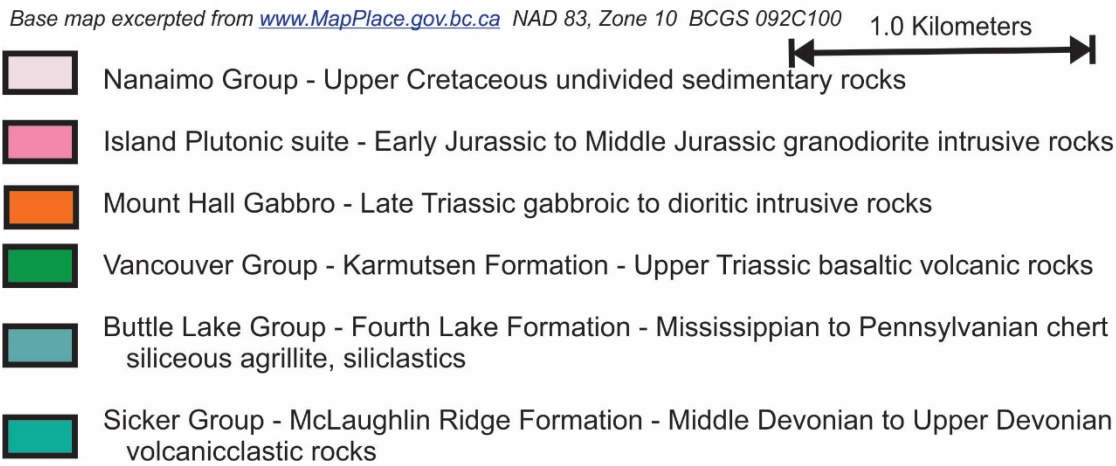 Base map excerpted from www.MapPlace.gov.bc.ca NAD 83, Zone 10 BCGS 092C100
1.0 Kilometers
Nanaimo Group - Upper Cretaceous undivided sedimentary rocks
Island Plutonic suite - Early Jurassic to Middle Jurassic granodiorite intrusive rocks
Mount Hall Gabbro - Late Triassic gabbroic to dioritic intrusive rocks
Vancouver Group - Karmutsen Formation - Upper Triassic basaltic volcanic rocks
Buttle Lake Group - Fourth Lake Formation - Mississippian to Pennsylvanian chert
siliceous agrillite, siliclastics
Sicker Group - McLaughlin Ridge Formation - Middle Devonian to Upper Devonian
volcanicclastic rocks